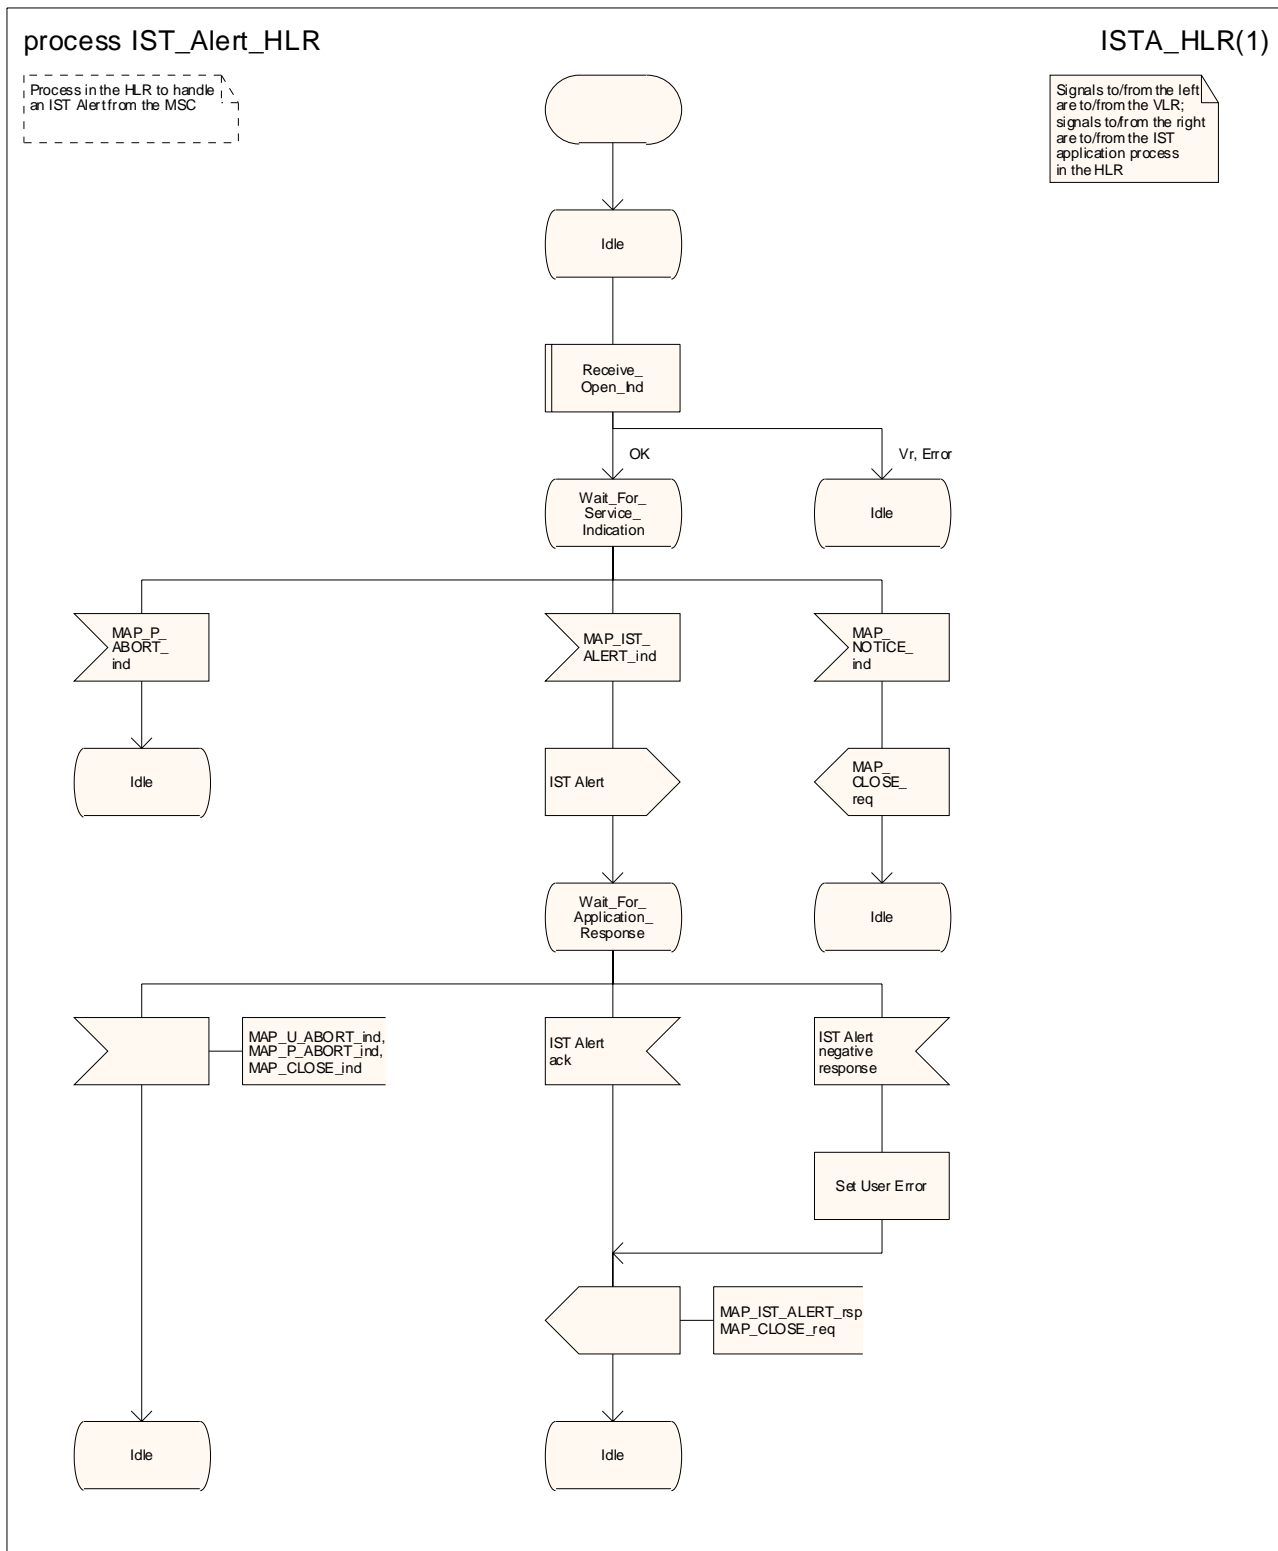 process IST_Alert_HLR
ISTA_HLR(1)
Process in the HLR to handle
an IST Alert from the MSC
Signals to/from the left
are to/from the VLR;
signals to/from the right
are to/from the IST
application process
in the HLR
Idle
Receive_
Open_Ind
OK
Vr, Error
Wait_For_
Service_
Indication
Idle
MAP_P_
ABORT_
ind
MAP_IST_
ALERT_ind
MAP_
NOTICE_
ind
Idle
IST Alert
MAP_
CLOSE_
req
Wait_For_
Application_
Response
Idle
MAP_U_ABORT_ind,
MAP_P_ABORT_ind,
MAP_CLOSE_ind
IST Alert
ack
IST Alert
negative
response
Set User Error
MAP_IST_ALERT_rsp
MAP_CLOSE_req
Idle
Idle